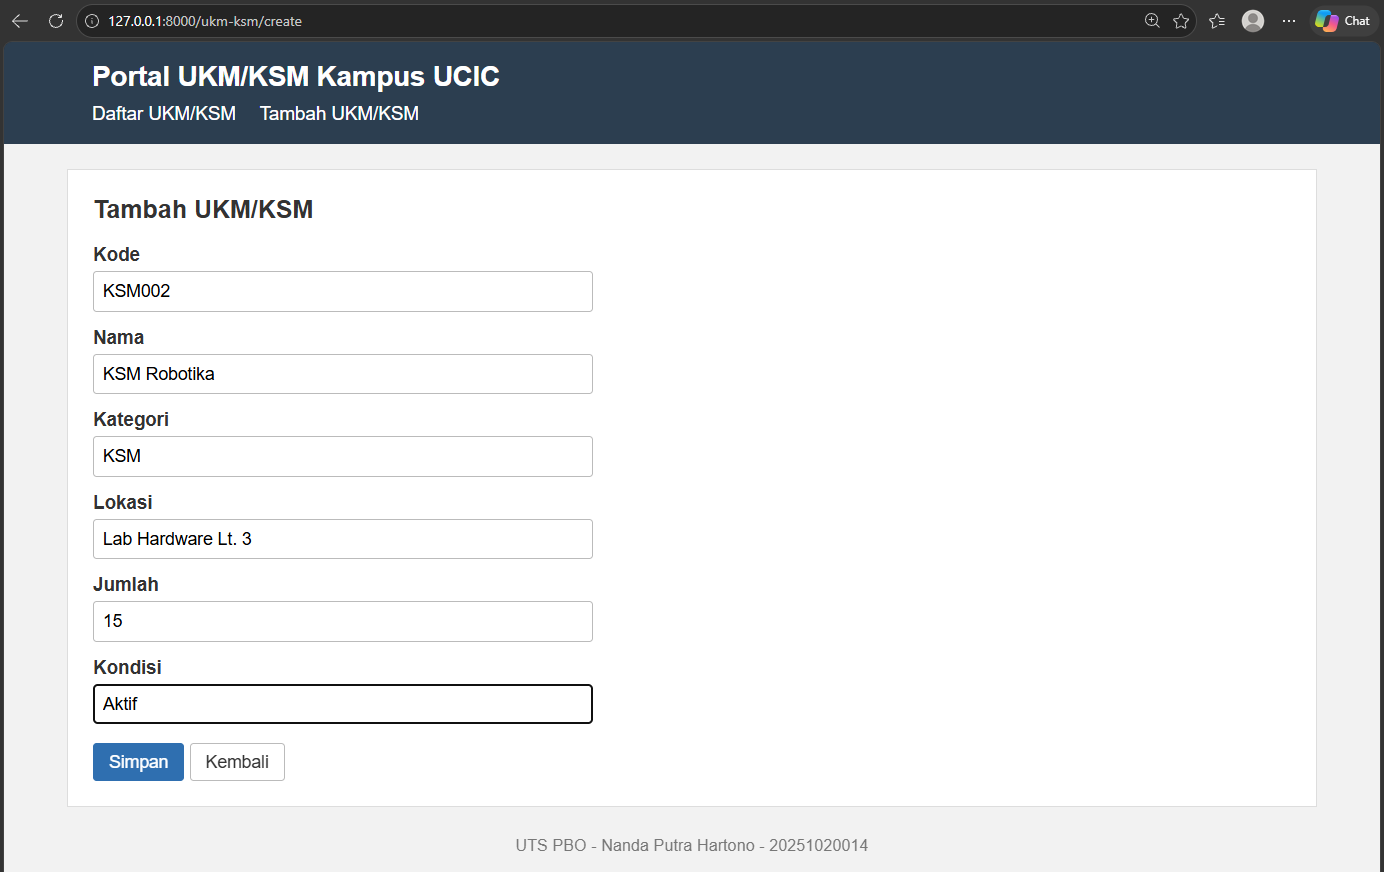 127.0.0.1:8000/ukm-ksm/create
Chat
Portal UKM/KSM Kampus UCIC
Daftar UKM/KSM Tambah UKM/KSM
Tambah UKM/KSM
Kode
KSM002
Nama
KSM Robotika
Kategori
KSM
Lokasi
Lab Hardware Lt. 3
Jumlah
15
Kondisi
Aktif
Simpan Kembali
UTS PBO - Nanda Putra Hartono - 20251020014